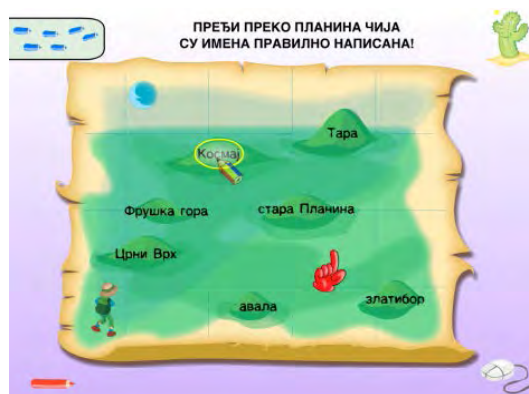 ПРЕЂИ ПРЕКО ПЛАНИНА ЧИЈА
СУ ИМЕНА ПРАВИЛНО НАПИСАНА!
Тара
Космај
Фрушка гора
стара Планина
Црни Врх
авала
златибор